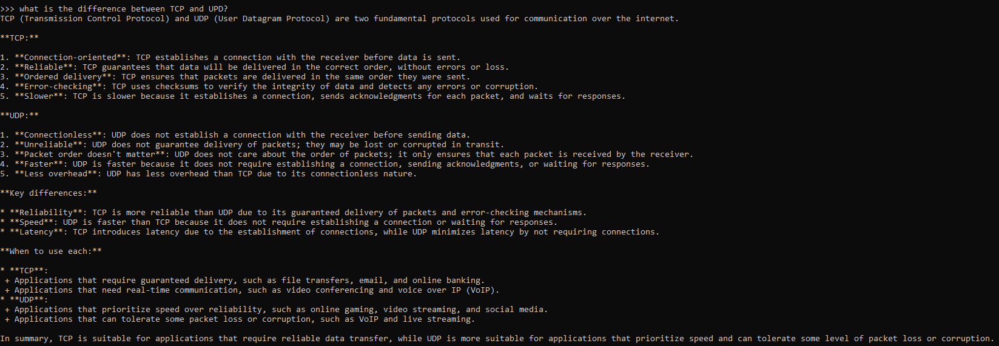 >>> what is the difference between TCP and UPD?
TCP (Transmission Control Protocol) and UDP (User Datagram Protocol) are two fundamental protocols used for communication over the internet.
**TCP:**
1. **Connection-oriented**: TCP establishes a connection with the receiver before data is sent.
2. **Reliable**: TCP guarantees that data will be delivered in the correct order, without errors or loss.
3. **Ordered delivery**: TCP ensures that packets are delivered in the same order they were sent.
4. **Error-checking**: TCP uses checksums to verify the integrity of data and detects any errors or corruption.
5. **Slower**: TCP is slower because it establishes a connection, sends acknowledgments for each packet, and waits for responses.
**UDP:**
1. **Connectionless**: UDP does not establish a connection with the receiver before sending data.
2. **Unreliable**: UDP does not guarantee delivery of packets; they may be lost or corrupted in transit.
3. **Packet order doesn't matter**: UDP does not care about the order of packets; it only ensures that each packet is received by the receiver.
4. **Faster**: UDP is faster because it does not require establishing a connection, sending acknowledgments, or waiting for responses.
5. **Less overhead**: UDP has less overhead than TCP due to its connectionless nature.
**Key differences:**
* **Reliability**: TCP is more reliable than UDP due to its guaranteed delivery of packets and error-checking mechanisms.
* **Speed**: UDP is faster than TCP because it does not require establishing a connection or waiting for responses.
* **Latency**: TCP introduces latency due to the establishment of connections, while UDP minimizes latency by not requiring connections.
**When to use each:**
* **TCP**:
+ Applications that require guaranteed delivery, such as file transfers, email, and online banking.
+ Applications that need real-time communication, such as video conferencing and voice over IP (VoIP).
* **UDP**:
+ Applications that prioritize speed over reliability, such as online gaming, video streaming, and social media.
+ Applications that can tolerate some packet loss or corruption, such as VoIP and live streaming.
In summary, TCP is suitable for applications that require reliable data transfer, while UDP is more suitable for applications that prioritize speed and can tolerate some level of packet loss or corruption.